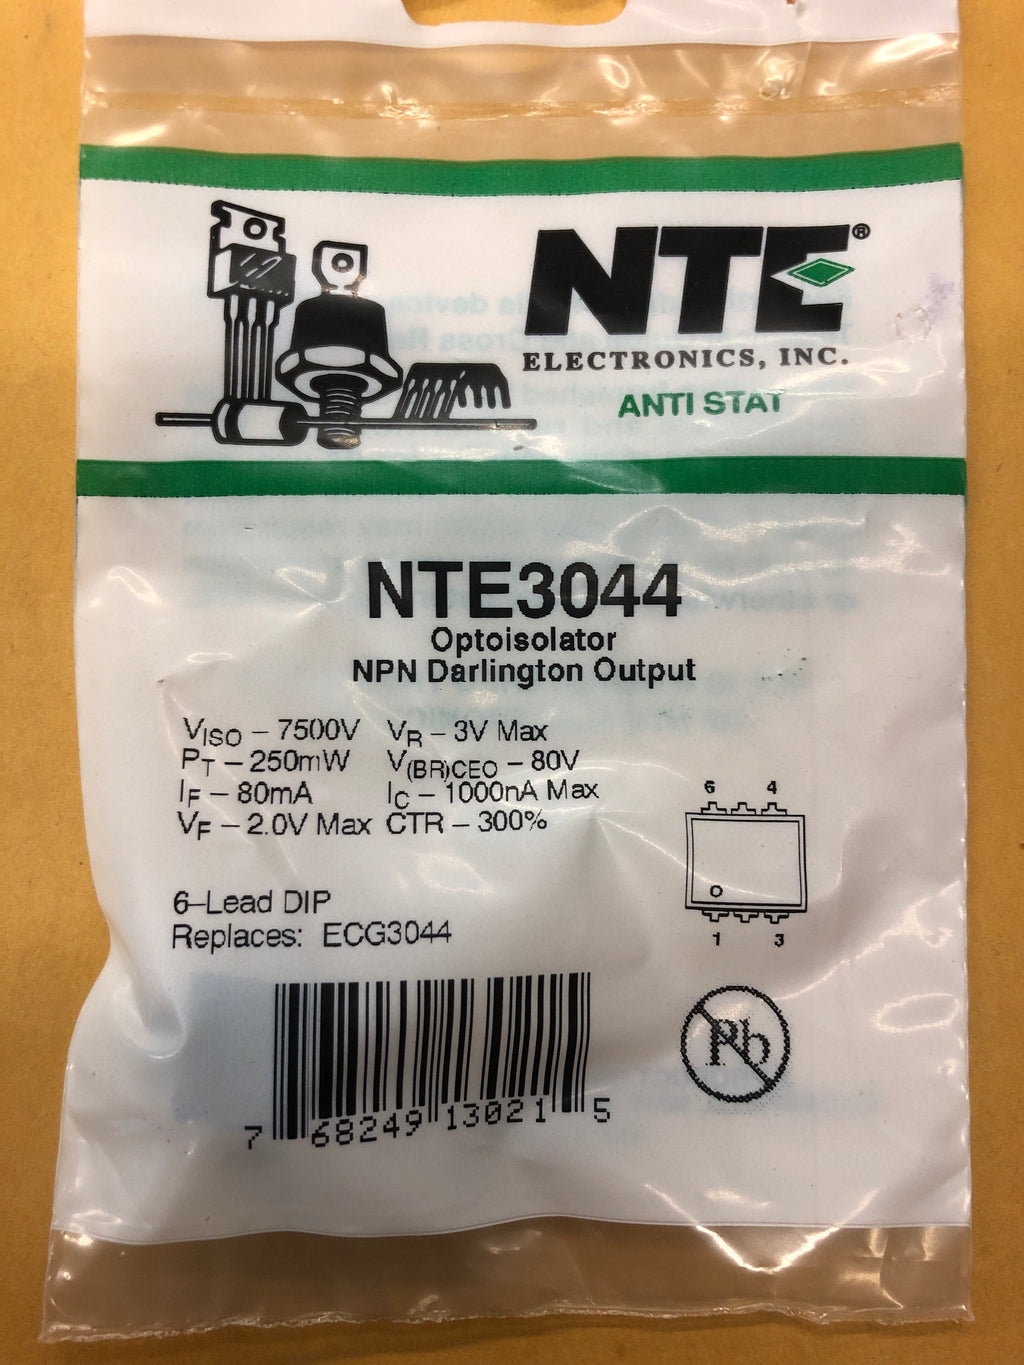 NTE®
ELECTRONICS, INC.
ANTI STAT
NTE3044
Optoisolator
NPN Darlington Output
VISO – 7500V VR – 3V Max
PT – 250mW V(BR)CEO – 80V
IF – 80mA IC – 1000nA Max
VF – 2.0V Max CTR – 300%
6 4
1 3
6–Lead DIP
Replaces: ECG3044
Pb
7 68249 13021 5